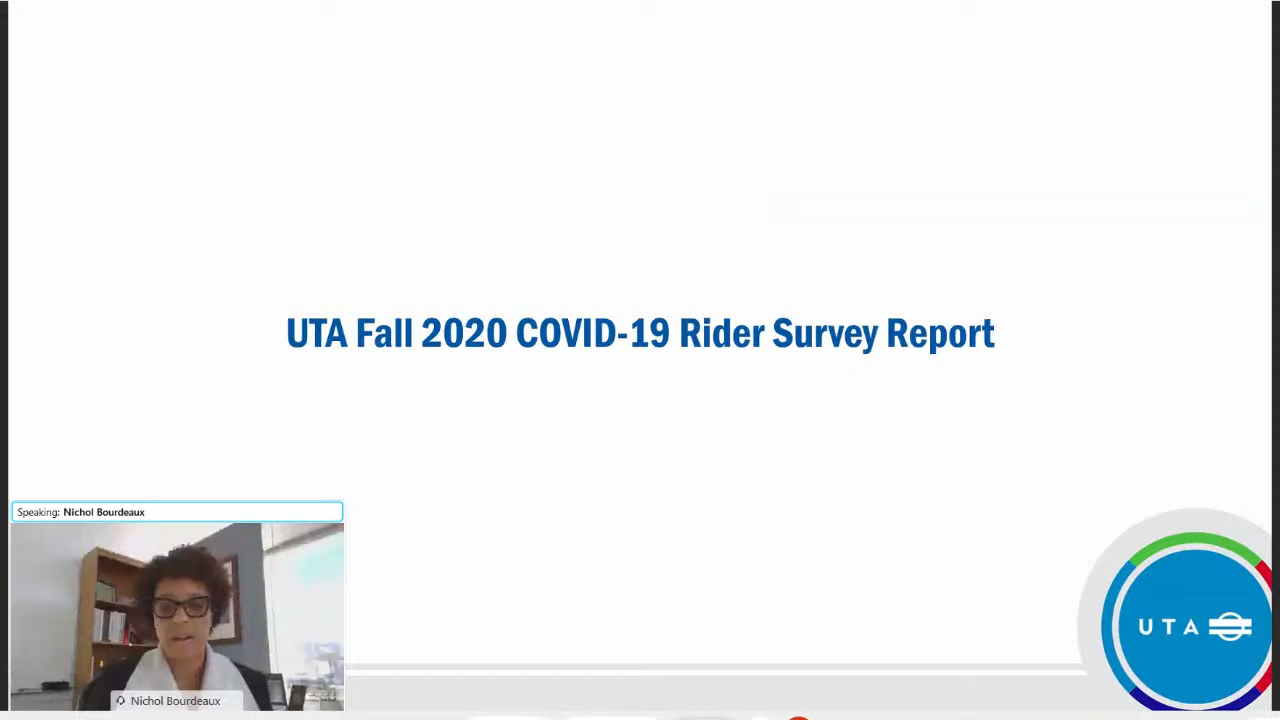 UTA Fall 2020 COVID-19 Rider Survey Report
Speaking: Nichol Bourdeaux
Nichol Bourdeaux
UTA